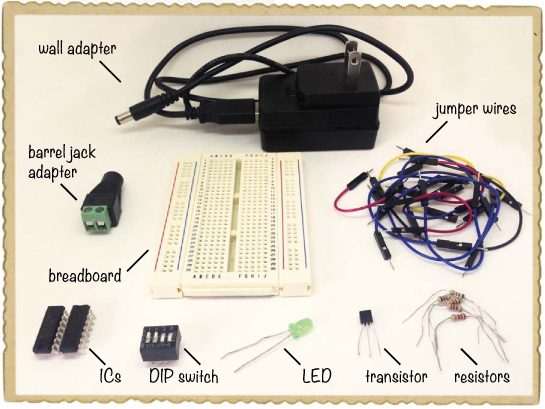 wall adapter
jumper wires
barrel jack
adapter
A B C D E F G H I J
breadboard
A B C D E F G H I J
ICs
DIP switch
LED
transistor
resistors